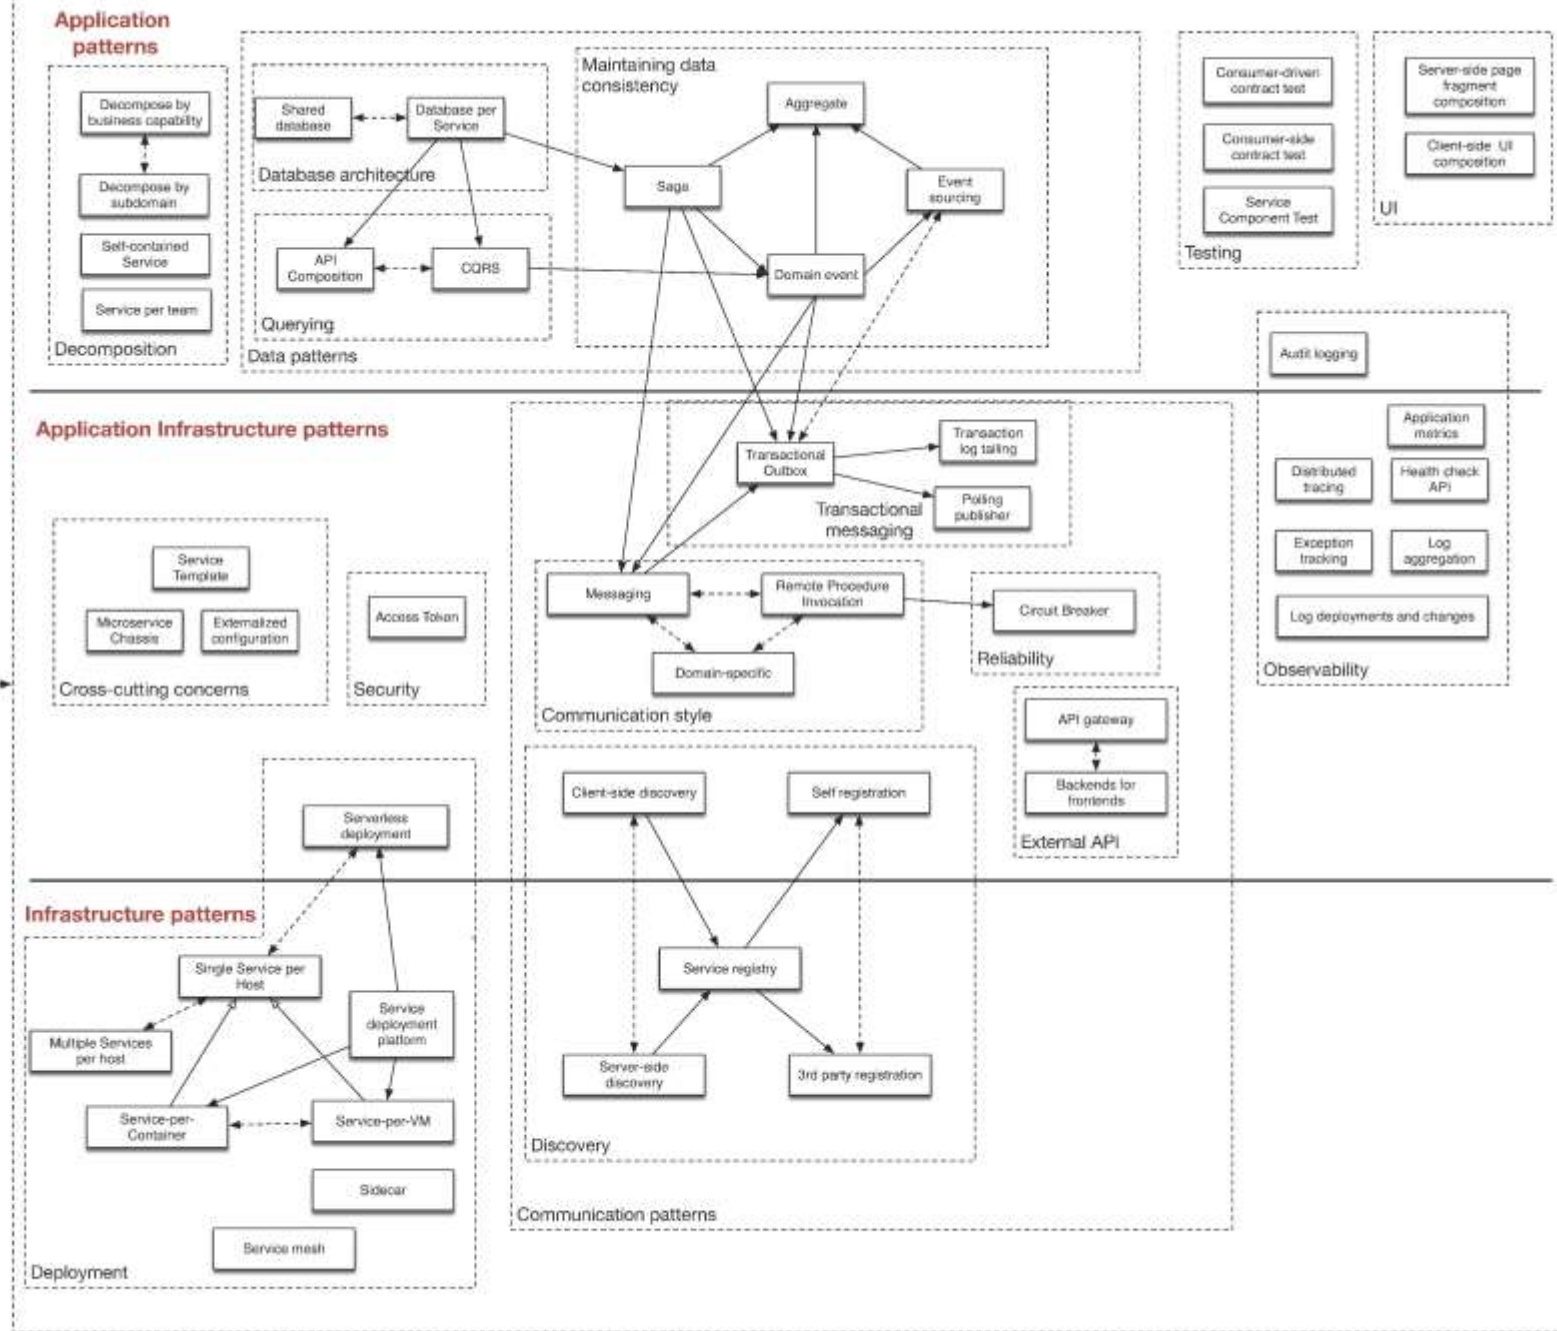 Application
patterns
Decompose by
business capability
Decompose by
subdomain
Self-contained
Service
Service per team
Decomposition
Shared
database
Database per
Service
Database architecture
API
Composition
CQRS
Querying
Data patterns
Maintaining data
consistency
Aggregate
Saga
Event
sourcing
Domain event
Consumer-driven
contract test
Consumer-side
contract test
Service
Component Test
Testing
Server-side page
fragment
composition
Client-side UI
composition
UI
Application Infrastructure patterns
Service
Template
Microservice
Chassis
Externalized
configuration
Cross-cutting concerns
Access Token
Security
Transactional
Outbox
Transaction
log tailing
Polling
publisher
Transactional
messaging
Messaging
Remote Procedure
Invocation
Domain-specific
Communication style
Circuit Breaker
Reliability
API gateway
Backends for
frontends
External API
Audit logging
Application
metrics
Distributed
tracing
Health check
API
Exception
tracking
Log
aggregation
Log deployments and changes
Observability
Client-side discovery
Self registration
Service registry
Server-side
discovery
3rd party registration
Discovery
Communication patterns
Serverless
deployment
Infrastructure patterns
Single Service per
Host
Multiple Services
per host
Service
deployment
platform
Service-per-
Container
Service-per-VM
Sidecar
Service mesh
Deployment